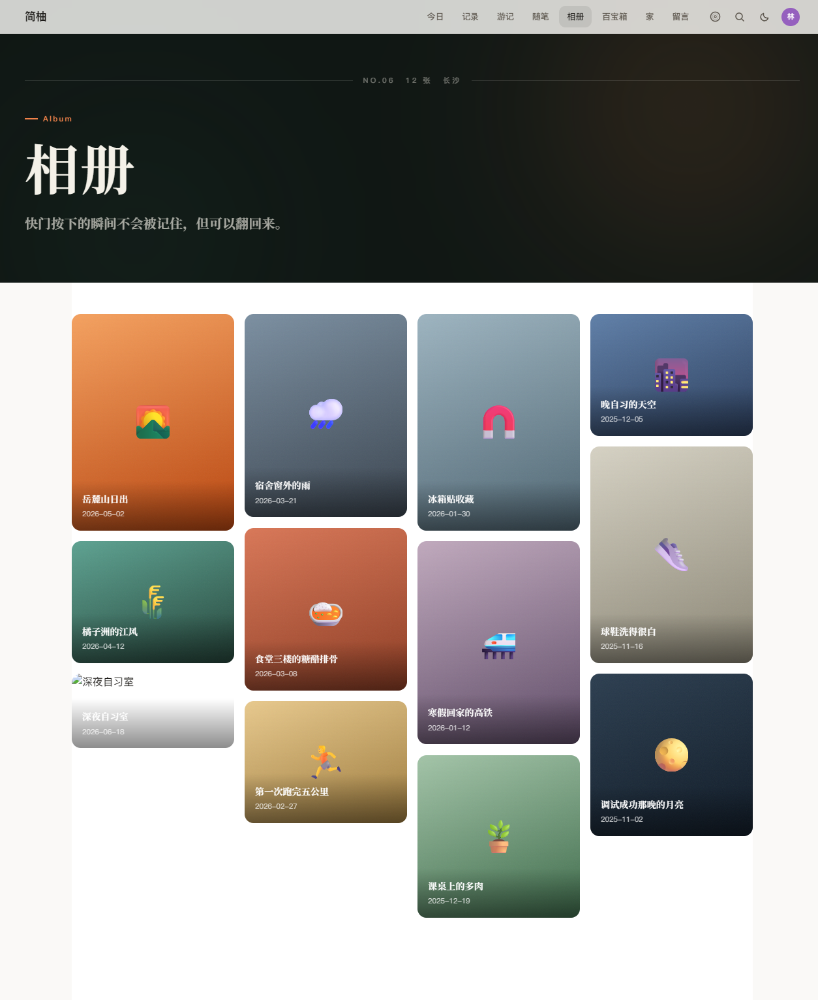 简柚
今日 记录 游记 随笔 相册 百宝箱 家 留言 林
NO.06 12 张 长沙
Album
相册
快门按下的瞬间不会被记住，但可以翻回来。
岳麓山日出
2026-05-02
橘子洲的江风
2026-04-12
深夜自习室
深夜自习室
2026-06-18
宿舍窗外的雨
2026-03-21
食堂三楼的糖醋排骨
2026-03-08
第一次跑完五公里
2026-02-27
冰箱贴收藏
2026-01-30
寒假回家的高铁
2026-01-12
课桌上的多肉
2025-12-19
晚自习的天空
2025-12-05
球鞋洗得很白
2025-11-16
调试成功那晚的月亮
2025-11-02